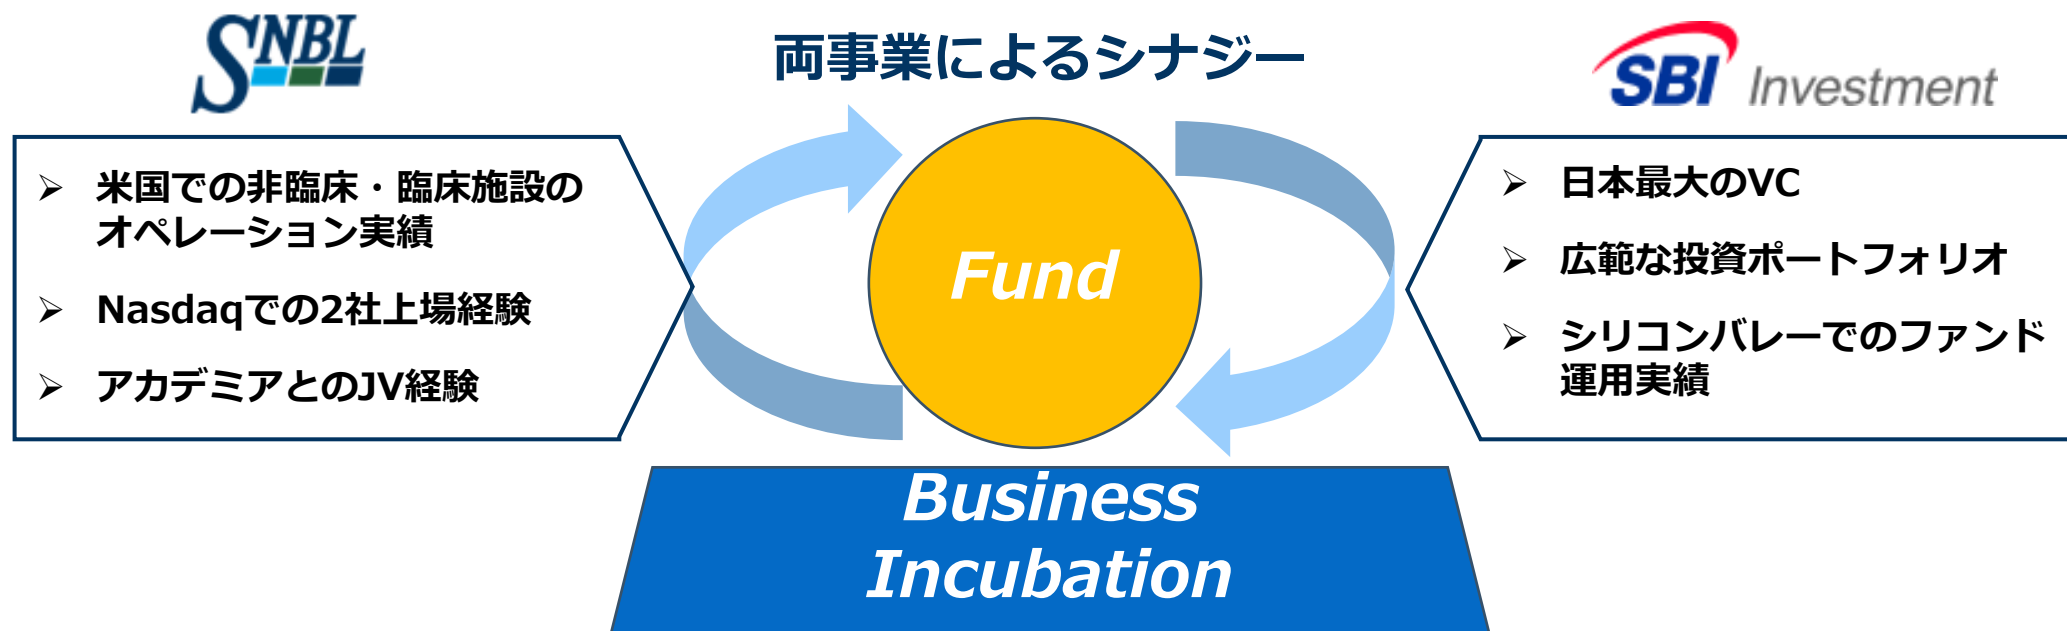 SNBL
両事業によるシナジー
SBI Investment
➢ 米国での非臨床・臨床施設の
オペレーション実績
➢ Nasdaqでの2社上場経験
➢ アカデミアとのJV経験
Fund
➢ 日本最大のVC
➢ 広範な投資ポートフォリオ
➢ シリコンバレーでのファンド
運用実績
Business
Incubation